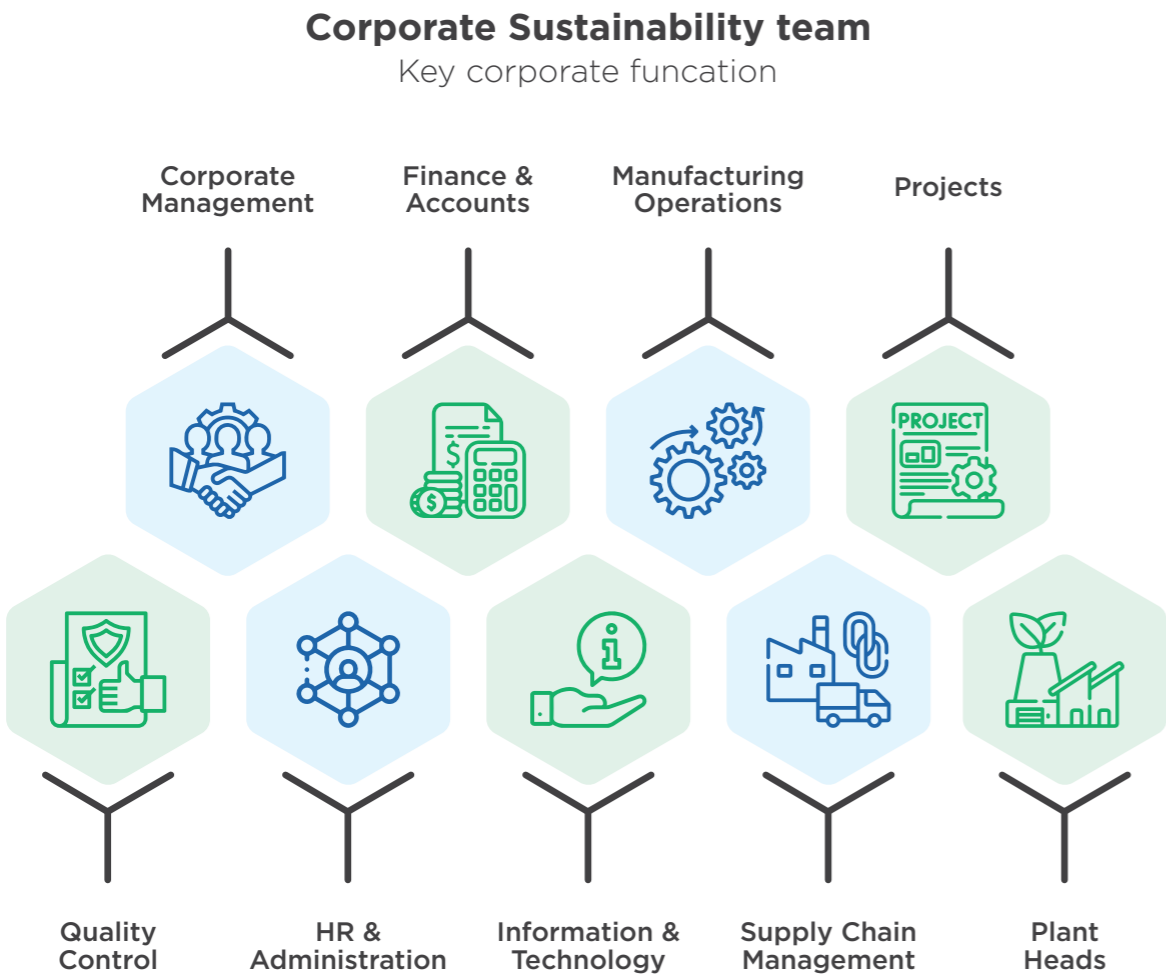 Corporate Sustainability team
Key corporate funcation
Corporate
Management
Finance &
Accounts
Manufacturing
Operations
Projects
PROJECT
$
$
i
Quality
Control
HR &
Administration
Information &
Technology
Supply Chain
Management
Plant
Heads